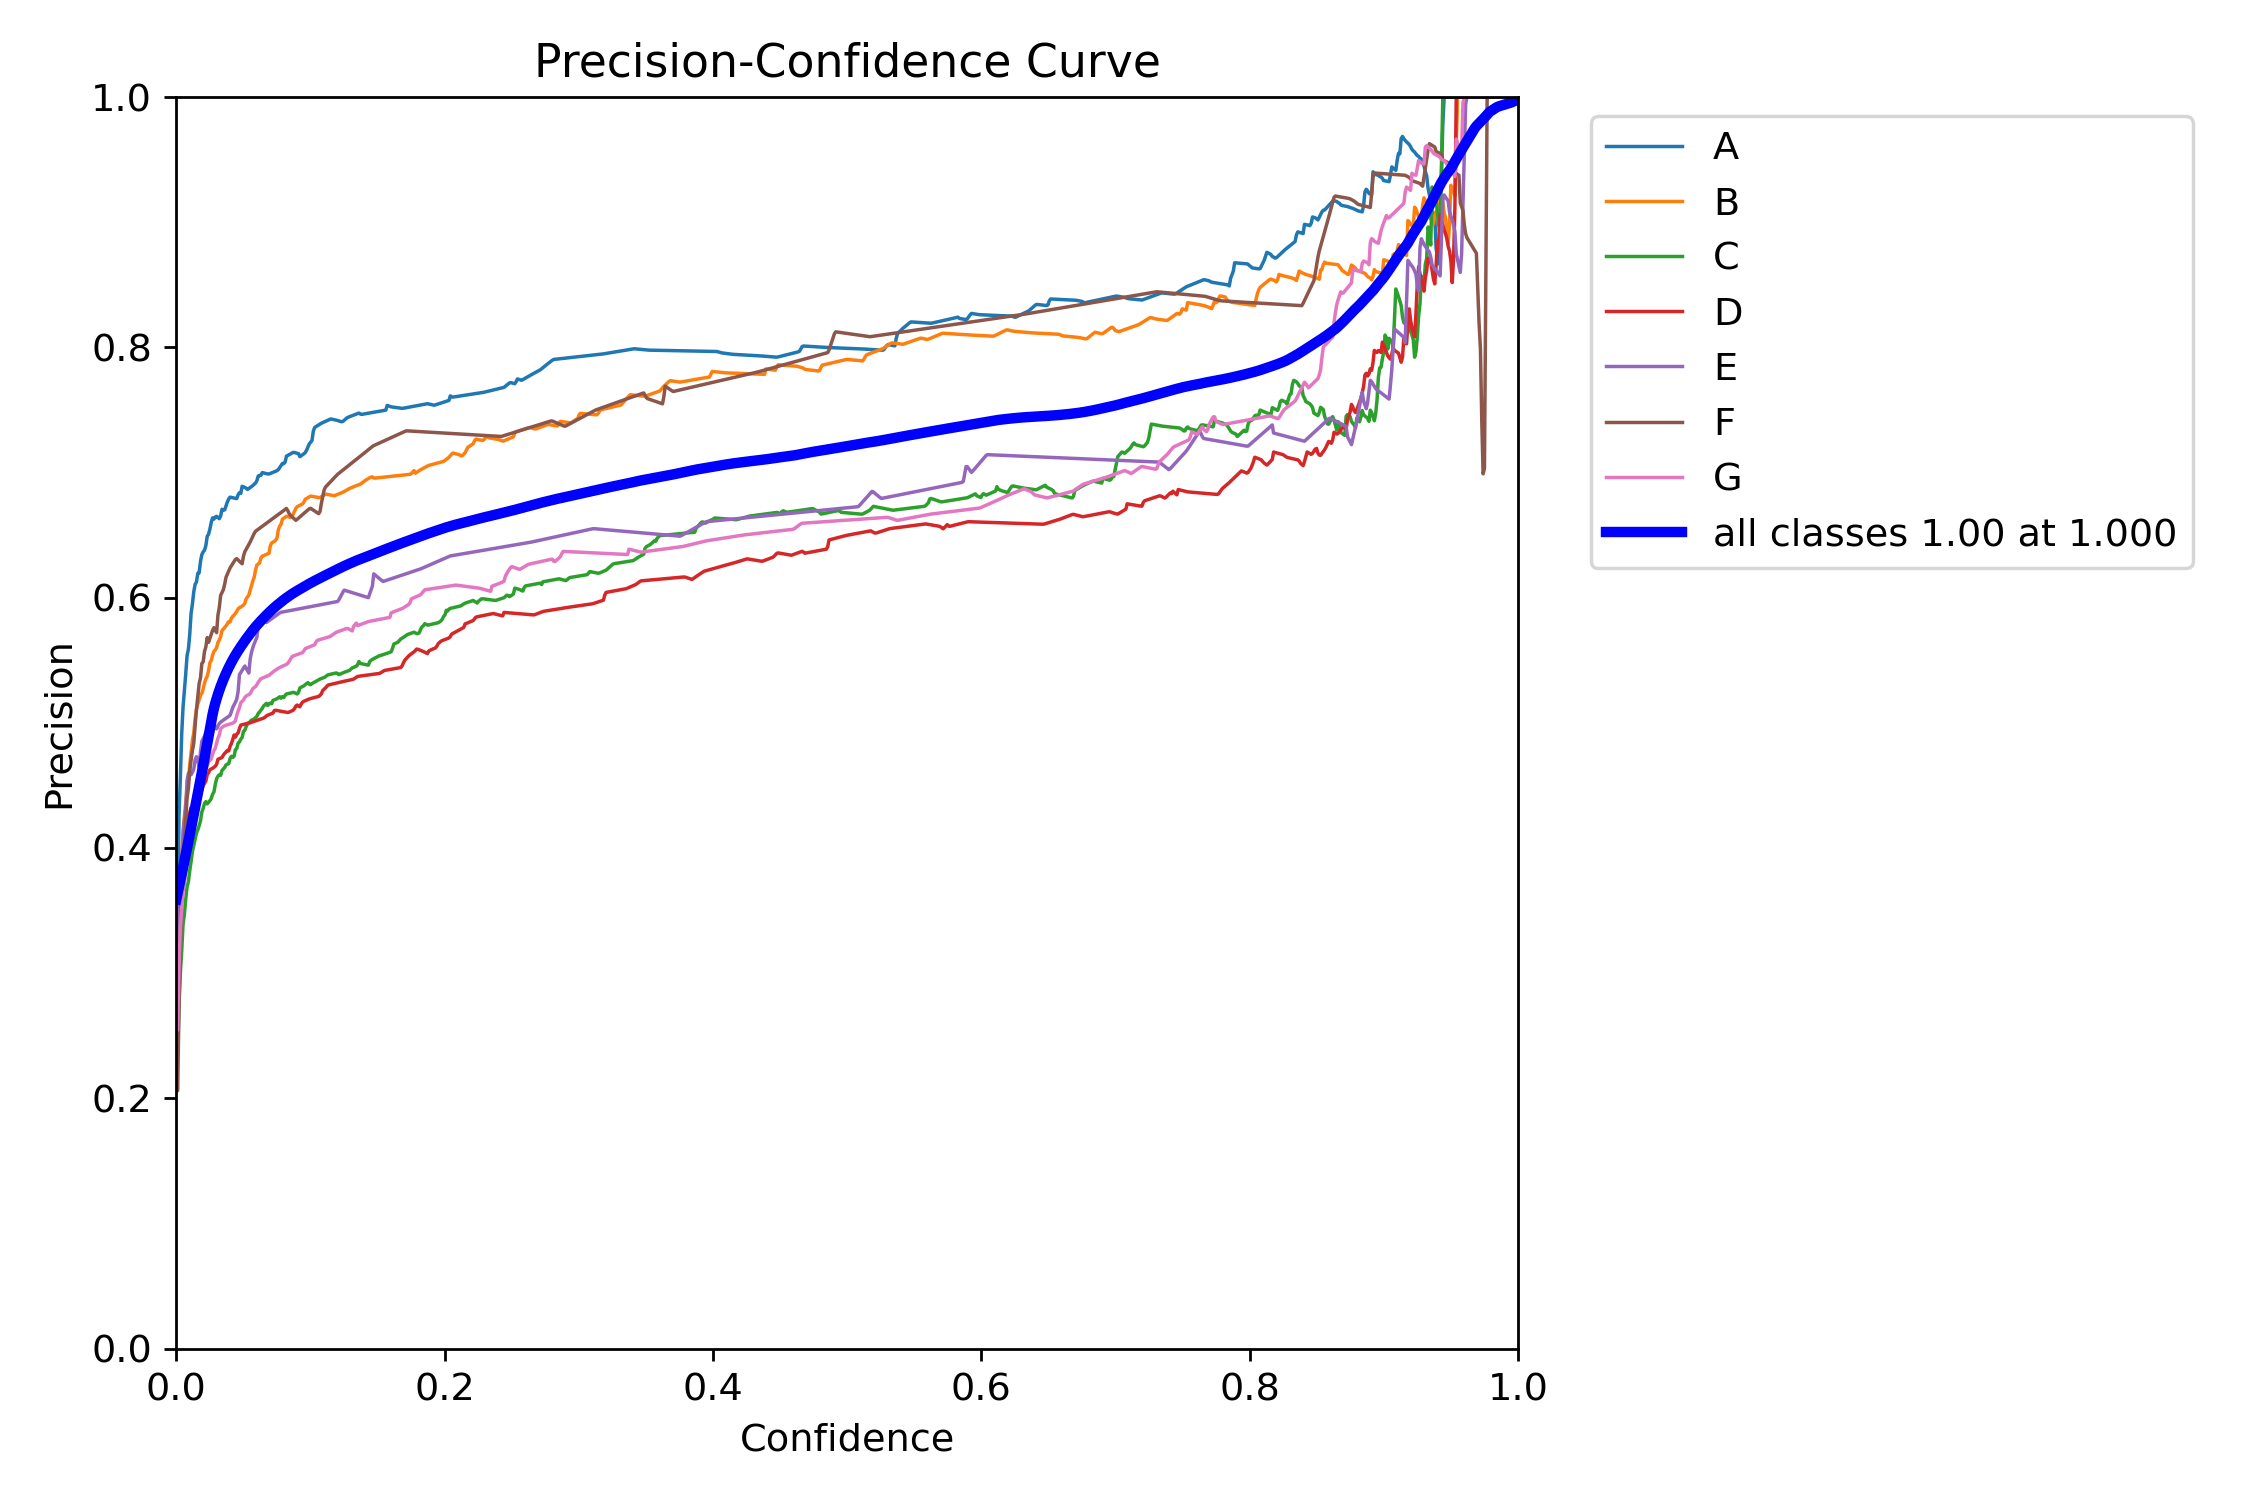 Precision-Confidence Curve
1.0
0.8
0.6
0.4
0.2
0.0
Precision
0.0 0.2 0.4 0.6 0.8 1.0
Confidence
A
B
C
D
E
F
G
all classes 1.00 at 1.000